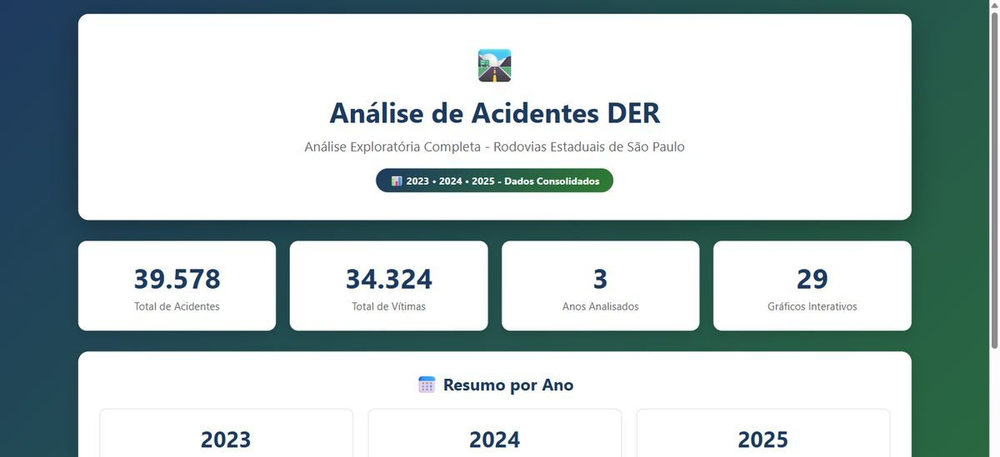 Análise de Acidentes DER
Análise Exploratória Completa - Rodovias Estaduais de São Paulo
2023 • 2024 • 2025 - Dados Consolidados
39.578
Total de Acidentes
34.324
Total de Vítimas
3
Anos Analisados
29
Gráficos Interativos
Resumo por Ano
2023
2024
2025